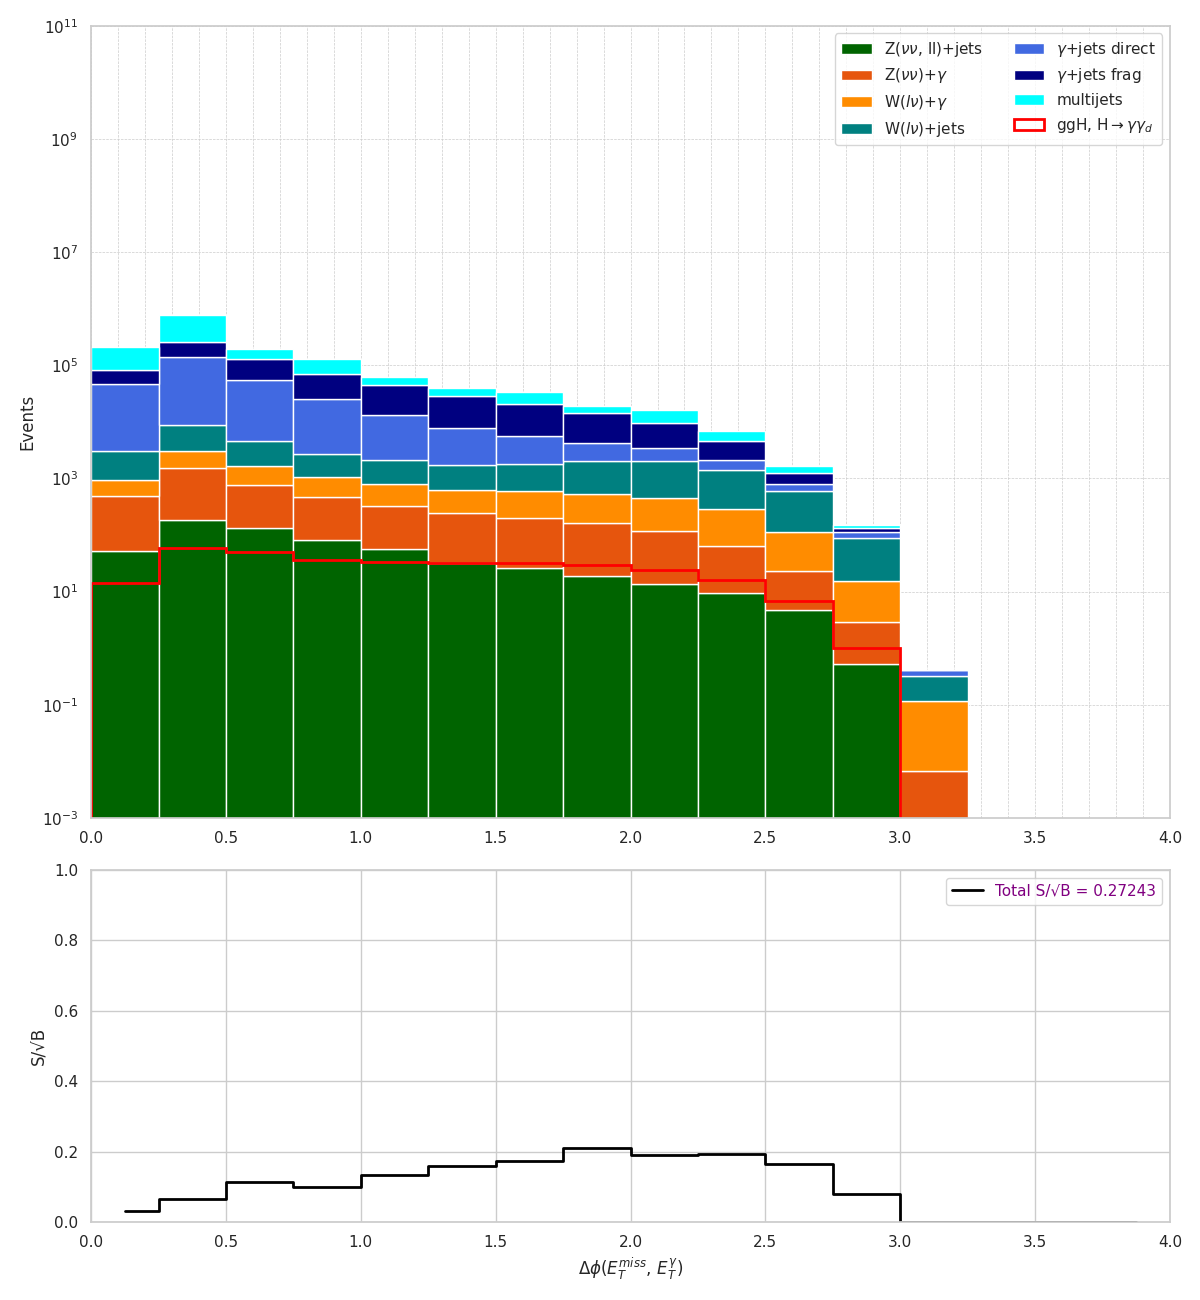 10^11
10^9
10^7
10^5
10^3
10^1
10^−1
10^−3
Events
Z(νν, ll)+jets
Z(νν)+γ
W(lν)+γ
W(lν)+jets
γ+jets direct
γ+jets frag
multijets
ggH, H→γγ_d
0.0 0.5 1.0 1.5 2.0 2.5 3.0 3.5 4.0
1.0
0.8
0.6
0.4
0.2
0.0
S/√B
Total S/√B = 0.27243
0.0 0.5 1.0 1.5 2.0 2.5 3.0 3.5 4.0
Δϕ(E_T^miss, E_T^γ)